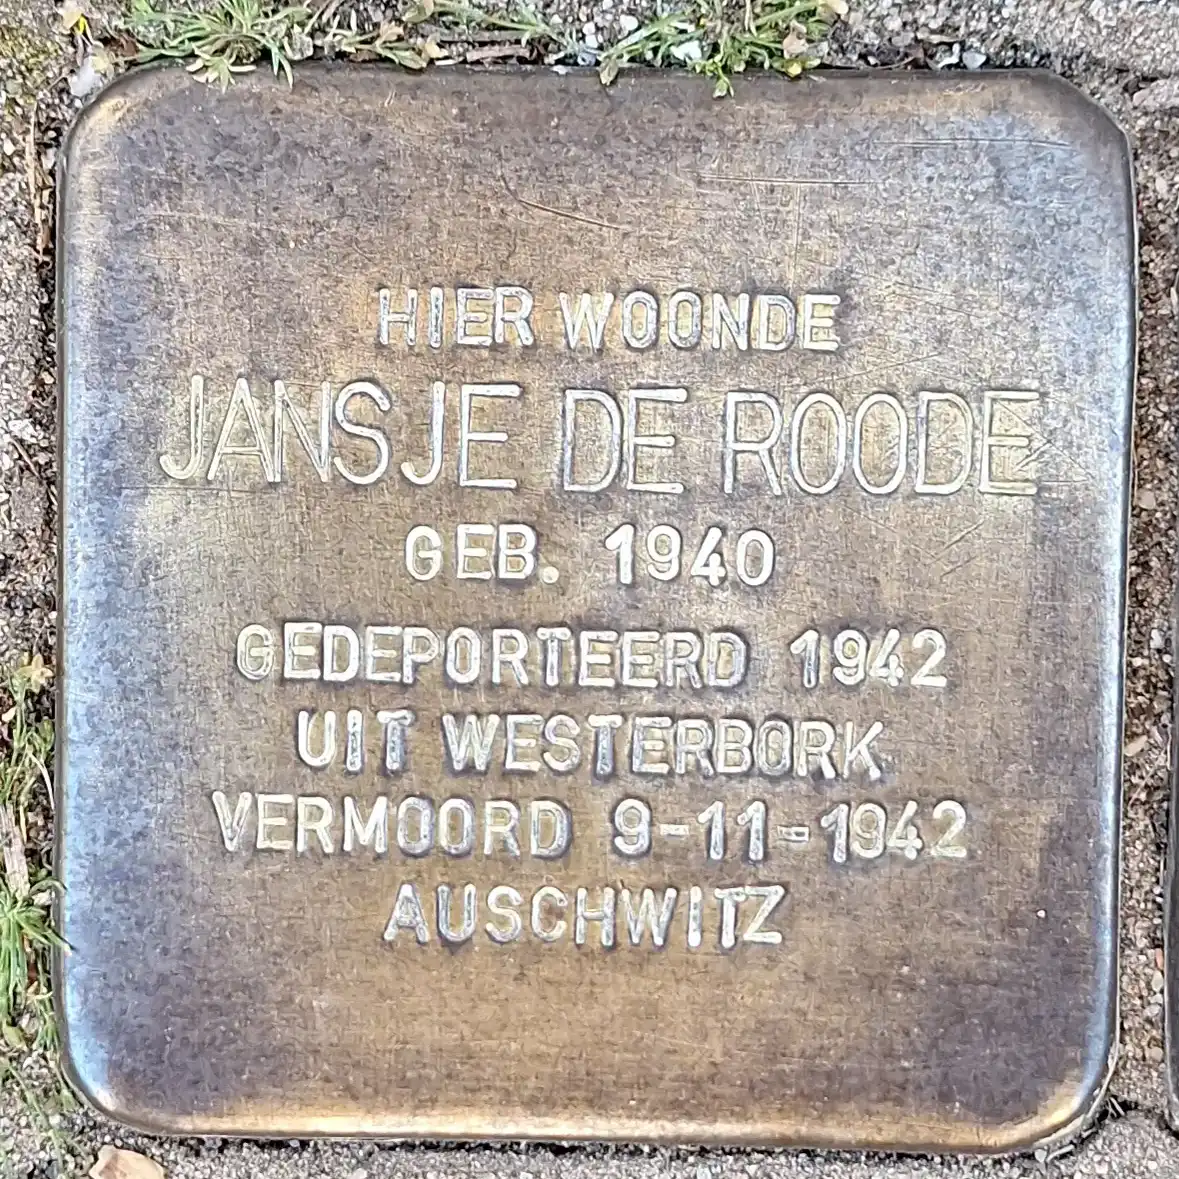 HIER WOONDE
JANSJE DE ROODE
GEB. 1940
GEDEPORTEERD 1942
UIT WESTERBORK
VERMOORD 9-11-1942
AUSCHWITZ